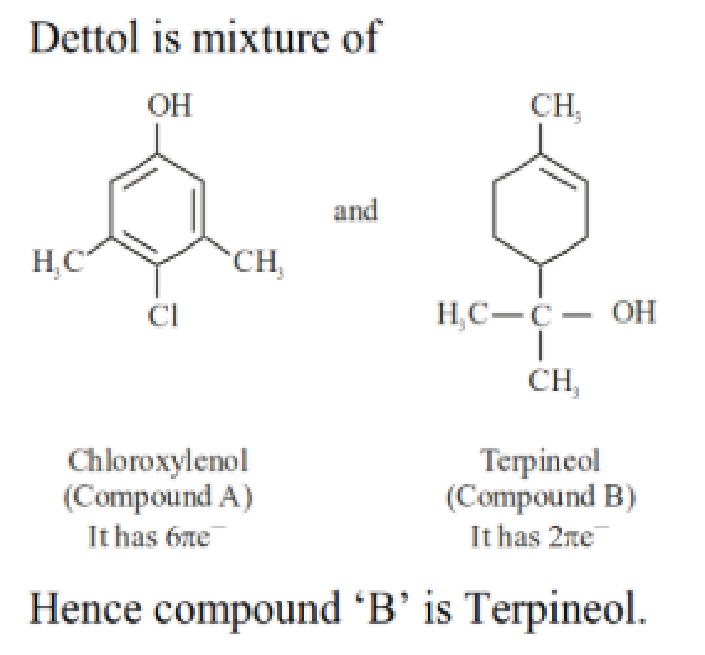 Dettol is mixture of
OH
CH₃
and
H₃C
CH₃
Cl
H₃C—C— OH
CH₃
Chloroxylenol
(Compound A)
It has 6πe⁻
Terpineol
(Compound B)
It has 2πe⁻
Hence compound ‘B’ is Terpineol.